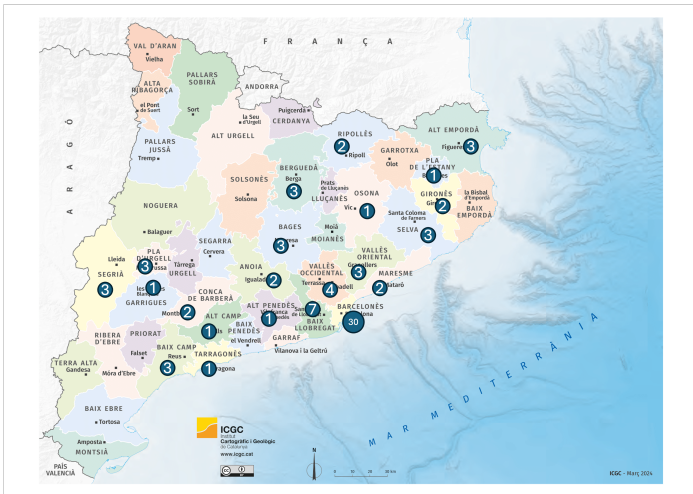 FRANÇA
VAL D'ARAN
Vielha
PALLARS
SOBIRÀ
ANDORRA
ALTA
RIBAGORÇA
el Pont
de Suert
Sort
la Seu
d'Urgell
Puigcerdà
CERDANYA
RIPOLLÈS
2
Ripoll
ALT EMPORDÀ
3
GARROTXA
Olot
PLA
DE L'ESTANY
1
ARAGÓ
PALLARS
JUSSÀ
Tremp
ALT URGELL
BERGUEDÀ
Berga
3
SOLSONÈS
Solsona
Prats
de Lluçanès
LLUÇANÈS
OSONA
Vic
1
GIRONÈS
2
la Bisbal
d'Empordà
BAIX
EMPORDÀ
Santa Coloma
de Farners
SELVA
3
NOGUERA
Balaguer
SEGARRA
Cervera
BAGES
3
Moià
MOIANÈS
VALLÈS
ORIENTAL
3
Lleida
SEGRIÀ
3
PLA
D'URGELL
3
Tàrrega
URGELL
1
GARRIGUES
ANOIA
2
VALLÈS
OCCIDENTAL
Terrassa
4
MARESME
2
Mataró
CONCA
DE BARBERÀ
2
ALT PENEDÈS
1
7
BAIX
LLOBREGAT
BARCELONÈS
30
ALT CAMP
1
BAIX
PENEDÈS
el Vendrell
GARRAF
Vilanova i la Geltrú
RIBERA
D'EBRE
PRIORAT
Falset
BAIX CAMP
Reus
3
TARRAGONÈS
1
TERRA ALTA
Gandesa
Móra d'Ebre
BAIX EBRE
Tortosa
Amposta
MONTSIÀ
PAÍS
VALENCIÀ
MAR MEDITERRÀNIA
ICGC
Institut
Cartogràfic i Geològic
de Catalunya
www.icgc.cat
cc
BY
N
0 10 20 30 km
ICGC - Març 2024